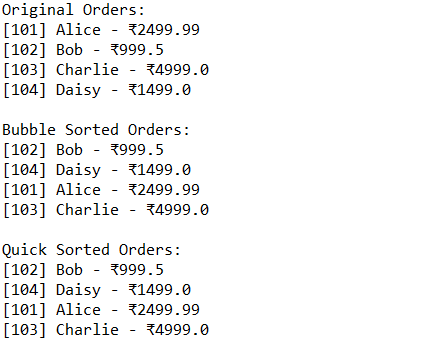 Original Orders:
[101] Alice - ₹2499.99
[102] Bob - ₹999.5
[103] Charlie - ₹4999.0
[104] Daisy - ₹1499.0
Bubble Sorted Orders:
[102] Bob - ₹999.5
[104] Daisy - ₹1499.0
[101] Alice - ₹2499.99
[103] Charlie - ₹4999.0
Quick Sorted Orders:
[102] Bob - ₹999.5
[104] Daisy - ₹1499.0
[101] Alice - ₹2499.99
[103] Charlie - ₹4999.0